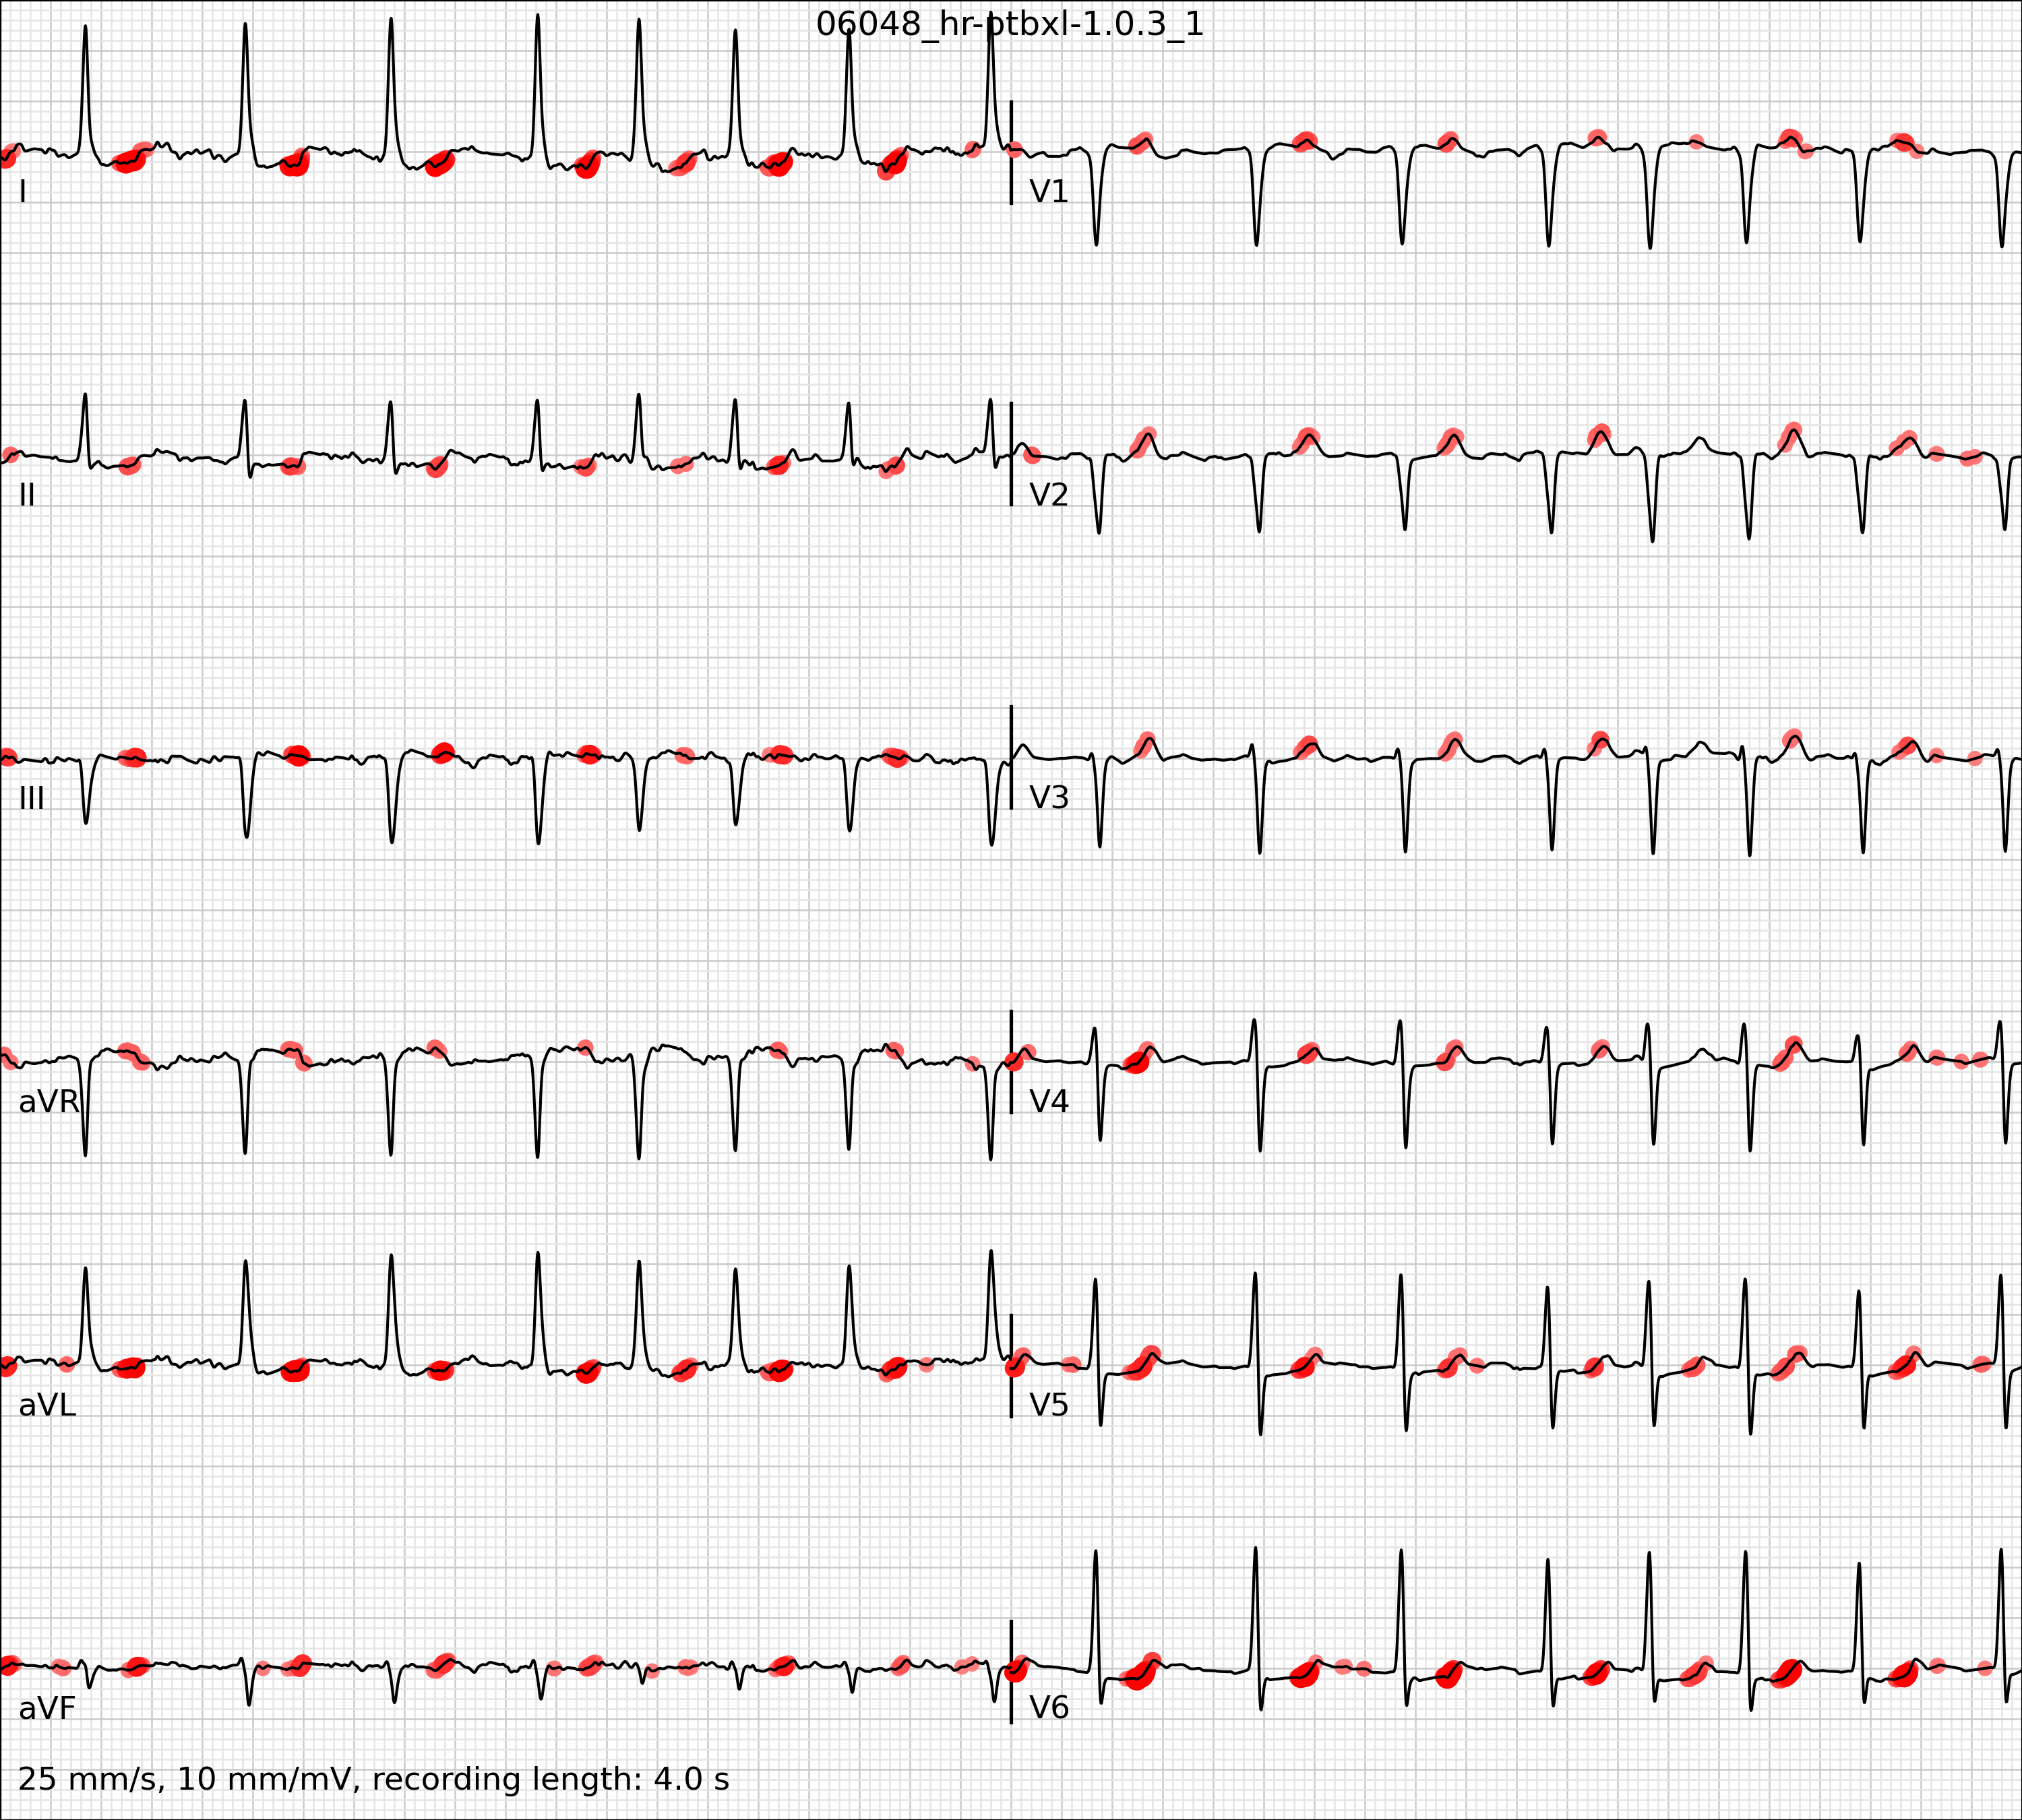 06048_hr-ptbxl-1.0.3_1
I
V1
II
V2
III
V3
aVR
V4
aVL
V5
aVF
V6
25 mm/s, 10 mm/mV, recording length: 4.0 s